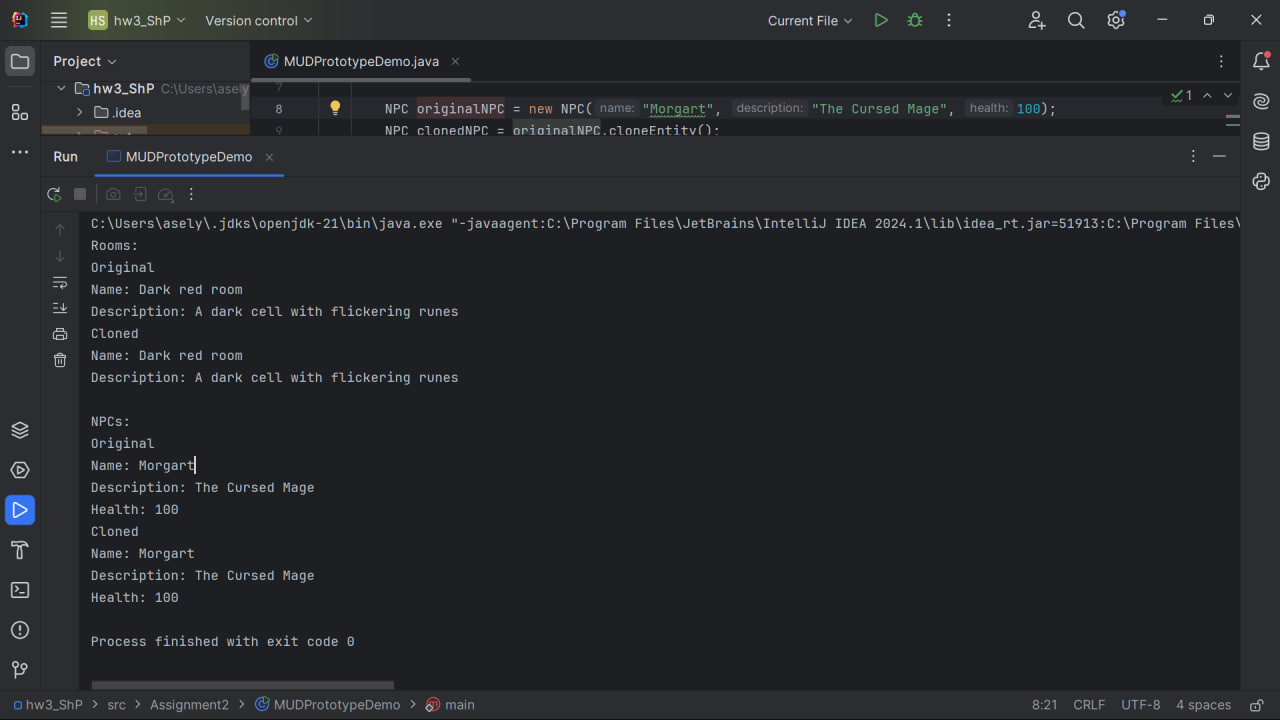 HS hw3_ShP Version control Current File
Project MUDPrototypeDemo.java
hw3_ShP C:\Users\asely 7
.idea 8 NPC originalNPC = new NPC( name: "Morgart", description: "The Cursed Mage", health: 100); 1
9 NPC clonedNPC = originalNPC.cloneEntity();
Run MUDPrototypeDemo
C:\Users\asely\.jdks\openjdk-21\bin\java.exe "-javaagent:C:\Program Files\JetBrains\IntelliJ IDEA 2024.1\lib\idea_rt.jar=51913:C:\Program Files\
Rooms:
Original
Name: Dark red room
Description: A dark cell with flickering runes
Cloned
Name: Dark red room
Description: A dark cell with flickering runes
NPCs:
Original
Name: Morgart
Description: The Cursed Mage
Health: 100
Cloned
Name: Morgart
Description: The Cursed Mage
Health: 100
Process finished with exit code 0
hw3_ShP > src > Assignment2 > MUDPrototypeDemo > main 8:21 CRLF UTF-8 4 spaces